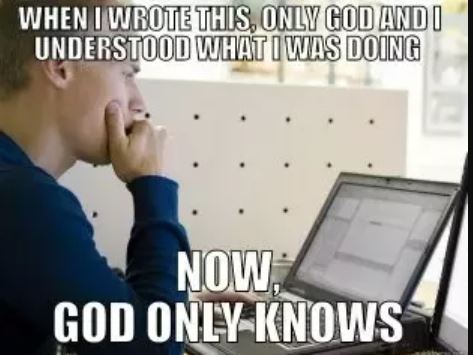 WHEN I WROTE THIS, ONLY GOD AND I
UNDERSTOOD WHAT I WAS DOING
NOW,
GOD ONLY KNOWS